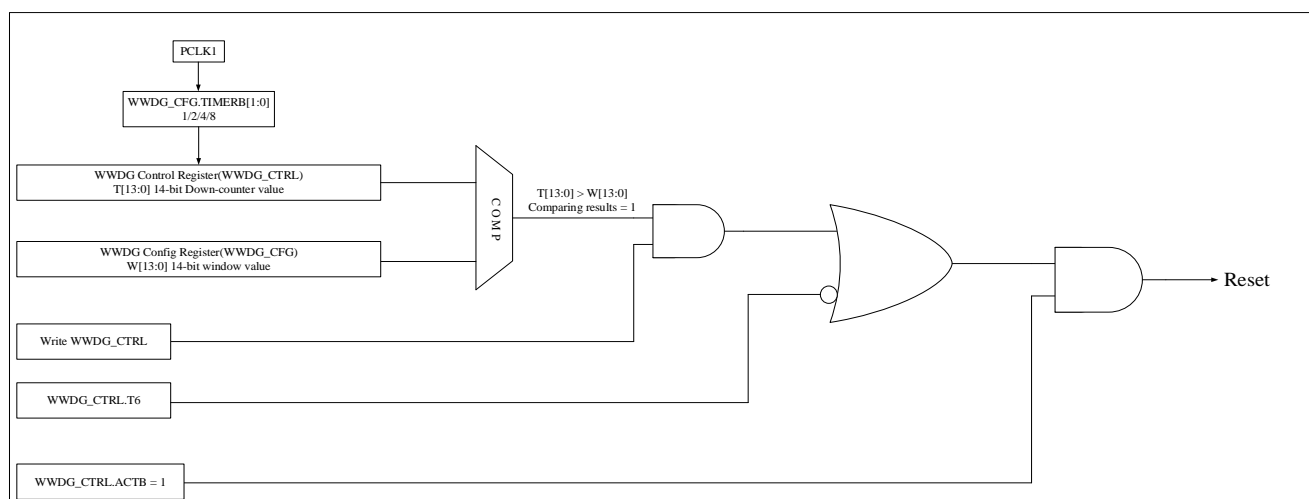 PCLK1
WWDG_CFG.TIMERB[1:0]
1/2/4/8
WWDG Control Register(WWDG_CTRL)
T[13:0] 14-bit Down-counter value
WWDG Config Register(WWDG_CFG)
W[13:0] 14-bit window value
COMP
T[13:0] > W[13:0]
Comparing results = 1
Write WWDG_CTRL
WWDG_CTRL.T6
WWDG_CTRL.ACTB = 1
Reset